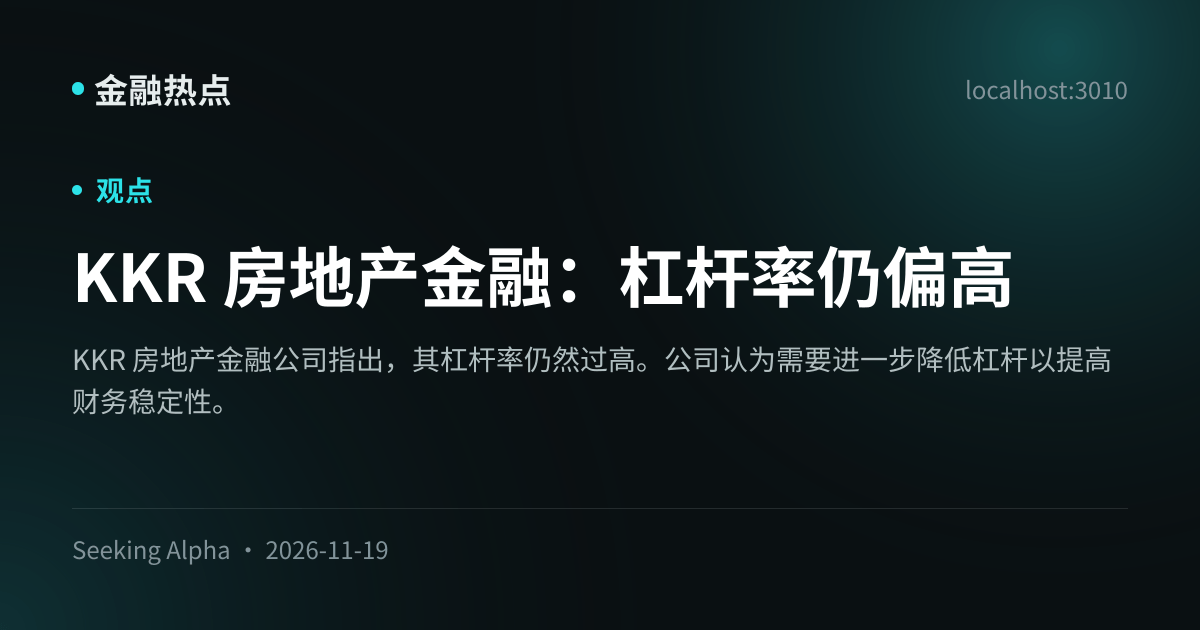 金融热点
localhost:3010
观点
KKR 房地产金融：杠杆率仍偏高
KKR 房地产金融公司指出，其杠杆率仍然过高。公司认为需要进一步降低杠杆以提高
财务稳定性。
Seeking Alpha · 2026-11-19